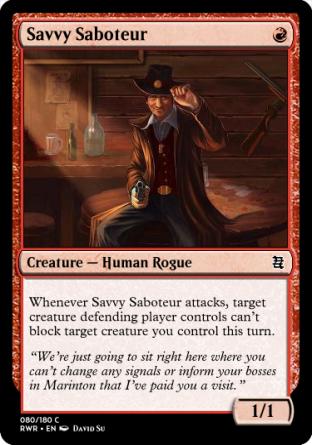 Savvy Saboteur
Creature — Human Rogue
Whenever Savvy Saboteur attacks, target
creature defending player controls can't
block target creature you control this turn.
“We're just going to sit right here where you
can't change any signals or inform your bosses
in Marinton that I've paid you a visit.”
1/1
080/180 C
RWR • EN David Su